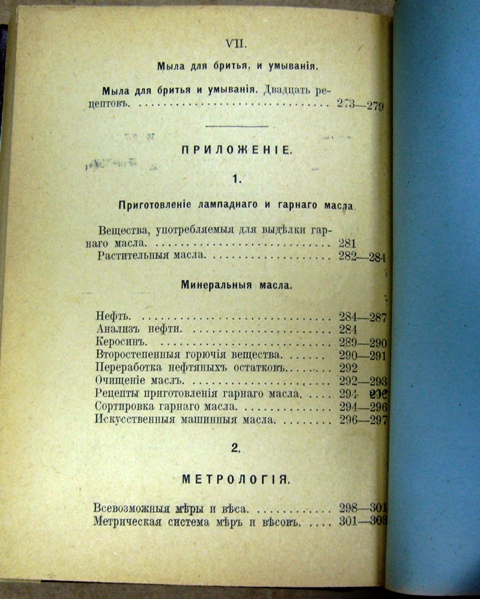 VII.
Мыла для бритья, и умыванія.
Мыла для бритья и умыванія. Двадцать ре-
цептовъ. . . . . . . . . . . . . . . . . . . . . . . . . . . . . 273—279
ПРИЛОЖЕНІЕ.
1.
Приготовленіе лампаднаго и гарнаго масла
Вещества, употребляемыя для выдѣлки гар-
наго масла. . . . . . . . . . . . . . . . . . . . . . . . . . 281
Растительныя масла. . . . . . . . . . . . . . . . . . . 282—284
Минеральныя масла.
Нефть. . . . . . . . . . . . . . . . . . . . . . . . . . . . 284—287
Анализъ нефти. . . . . . . . . . . . . . . . . . . . . . 284
Керосинъ. . . . . . . . . . . . . . . . . . . . . . . . . . 289—290
Второстепенныя горючія вещества. . . . . . . 290—291
Переработка нефтяныхъ остатковъ. . . . . . . 292
Очищеніе маслъ. . . . . . . . . . . . . . . . . . . . . 292—293
Рецепты приготовленія гарнаго масла. . . . . 294
Сортировка гарнаго масла. . . . . . . . . . . . . 294—296
Искусственныя машинныя масла. . . . . . . . . 296—297
2.
МЕТРОЛОГІЯ.
Всевозможныя мѣры и вѣса. . . . . . . . . . . . 298—301
Метрическая система мѣръ и вѣсовъ. . . . . 301—303